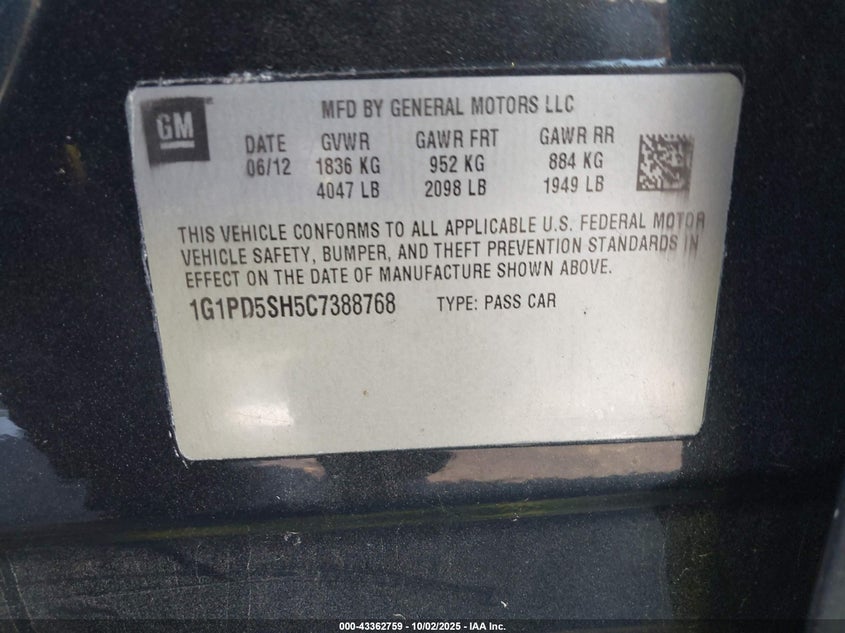 GM
MFD BY GENERAL MOTORS LLC
DATE GVWR GAWR FRT GAWR RR
06/12 1836 KG 952 KG 884 KG
4047 LB 2098 LB 1949 LB
THIS VEHICLE CONFORMS TO ALL APPLICABLE U.S. FEDERAL MOTOR
VEHICLE SAFETY, BUMPER, AND THEFT PREVENTION STANDARDS IN
EFFECT ON THE DATE OF MANUFACTURE SHOWN ABOVE.
1G1PD5SH5C7388768 TYPE: PASS CAR
000-43362759 - 10/02/2025 - IAA Inc.